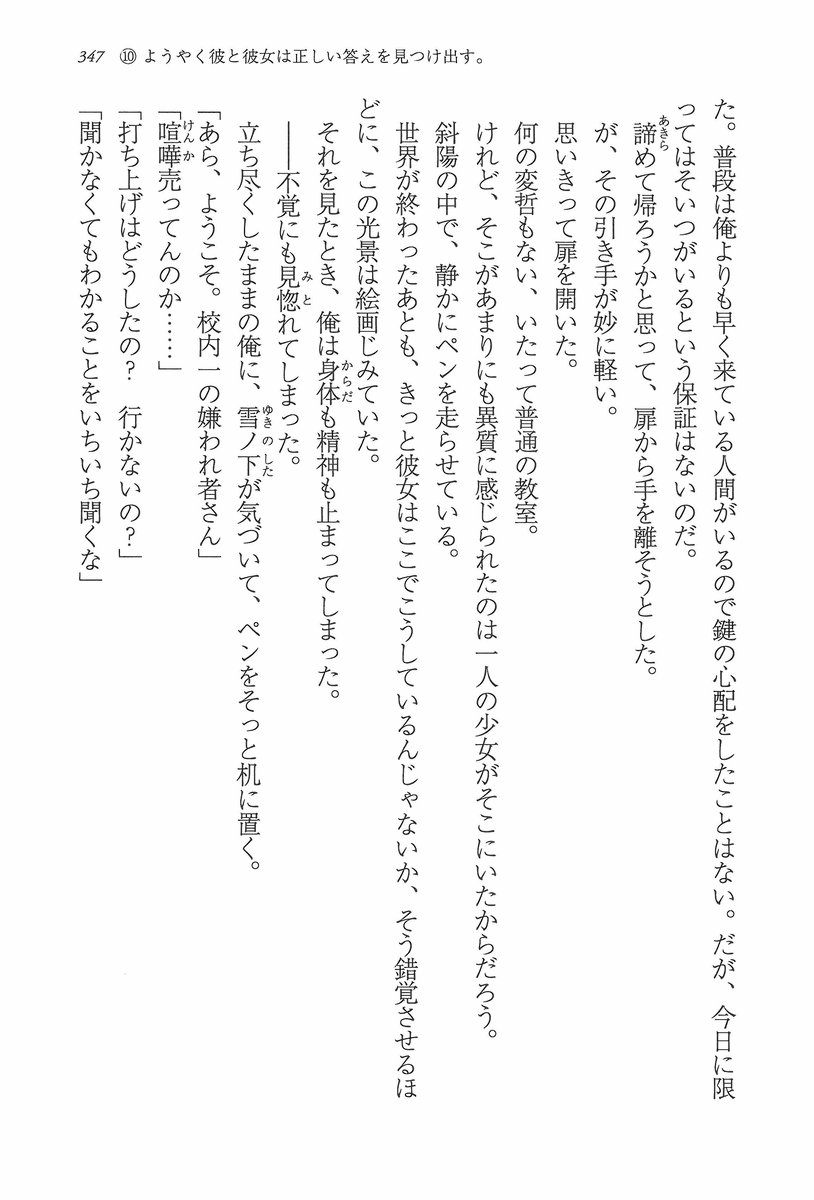 347 ⑩ ようやく彼と彼女は正しい答えを見つけ出す。
た。普段は俺よりも早く来ている人間がいるので鍵の心配をしたことはない。だが、今日に限
ってはそいつがいるという保証はないのだ。
諦めて帰ろうかと思って、扉から手を離そうとした。
が、その引き手が妙に軽い。
思いきって扉を開いた。
何の変哲もない、いたって普通の教室。
けれど、そこがあまりにも異質に感じられたのは一人の少女がそこにいたからだろう。
斜陽の中で、静かにペンを走らせている。
世界が終わったあとも、きっと彼女はここでこうしているんじゃないか、そう錯覚させるほ
どに、この光景は絵画じみていた。
それを見たとき、俺は身体も精神も止まってしまった。
――不覚にも見惚れてしまった。
立ち尽くしたままの俺に、雪ノ下が気づいて、ペンをそっと机に置く。
「あら、ようこそ。校内一の嫌われ者さん」
「喧嘩売ってんのか……」
「打ち上げはどうしたの？　行かないの？」
「聞かなくてもわかることをいちいち聞くな」
あきら
からだ
みと
ゆきのした
けんか